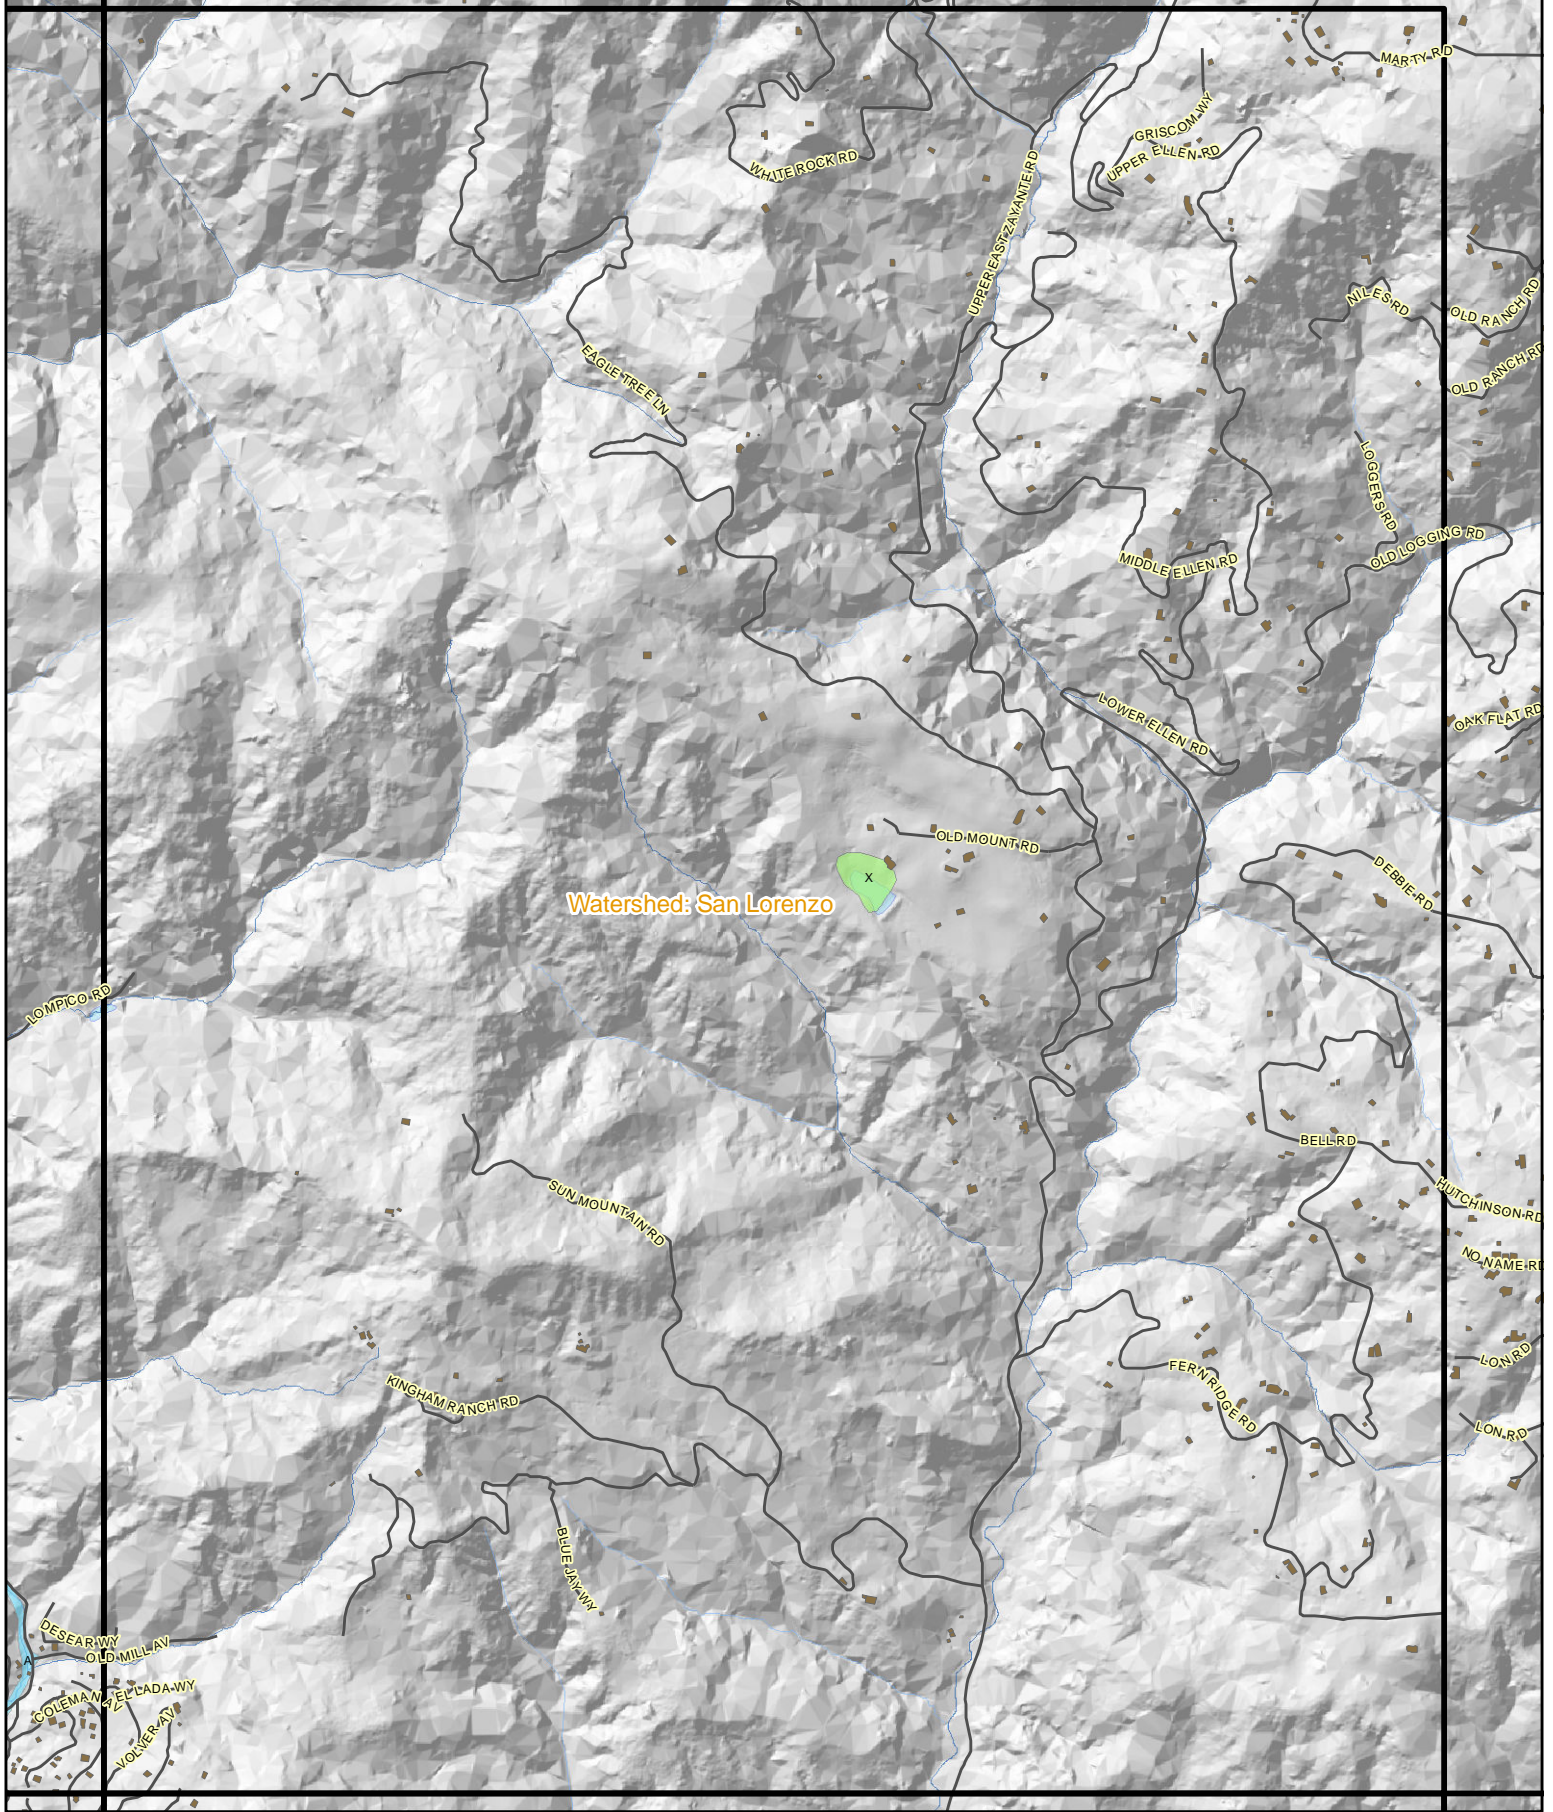 MARTY RD
GRISCOM WY
UPPER ELLEN RD
WHITE ROCK RD
UPPER EAST ZAYANTE RD
NILES RD
OLD RANCH RD
OLD RANCH RD
EAGLE TREE LN
LOGGERS RD
OLD LOGGING RD
MIDDLE ELLEN RD
LOWER ELLEN RD
OAK FLAT RD
OLD MOUNT RD
DEBBIE RD
X
Watershed: San Lorenzo
LOMPICO RD
BELL RD
HUTCHINSON RD
SUN MOUNTAIN RD
NO NAME RD
LON RD
FERN RIDGE RD
KINGHAM RANCH RD
LON RD
BLUE JAY WY
DESEAR WY
OLD MILL AV
A
COLEMAN AV
EL LADA WY
VOLVER AV